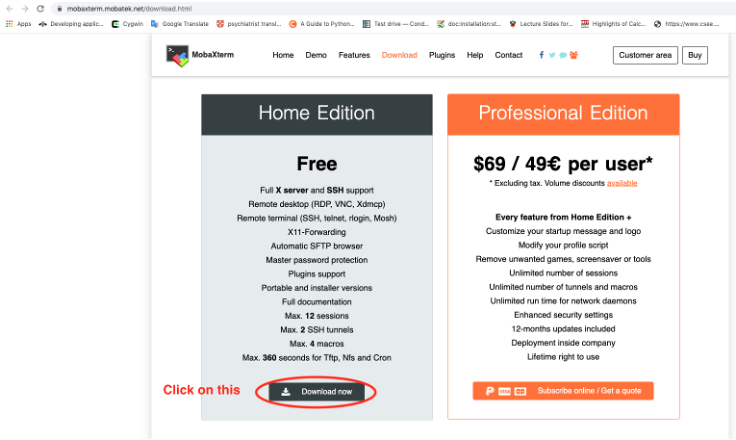 mobaxterm.mobatek.net/download.html
Apps Developing applic... Cygwin Google Translate psychiatrist transl... A Guide to Python... Test drive — Cond... doc:installation:st... Lecture Slides for... Highlights of Calc... https://www.csee....
MobaXterm Home Demo Features Download Plugins Help Contact Customer area Buy
Home Edition
Free
Full X server and SSH support
Remote desktop (RDP, VNC, Xdmcp)
Remote terminal (SSH, telnet, rlogin, Mosh)
X11-Forwarding
Automatic SFTP browser
Master password protection
Plugins support
Portable and installer versions
Full documentation
Max. 12 sessions
Max. 2 SSH tunnels
Max. 4 macros
Max. 360 seconds for Tftp, Nfs and Cron
Click on this
Download now
Professional Edition
$69 / 49€ per user*
* Excluding tax. Volume discounts available
Every feature from Home Edition +
Customize your startup message and logo
Modify your profile script
Remove unwanted games, screensaver or tools
Unlimited number of sessions
Unlimited number of tunnels and macros
Unlimited run time for network daemons
Enhanced security settings
12-months updates included
Deployment inside company
Lifetime right to use
Subscribe online / Get a quote